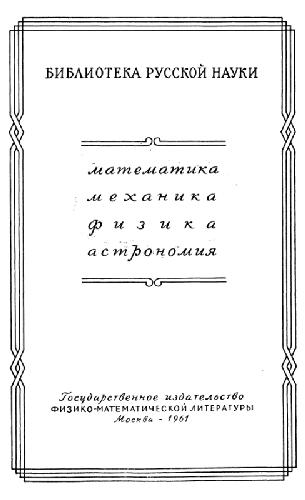 БИБЛИОТЕКА РУССКОЙ НАУКИ
математика
механика
физика
астрономия
Государственное издательство
ФИЗИКО-МАТЕМАТИЧЕСКОЙ ЛИТЕРАТУРЫ
Москва - 1961